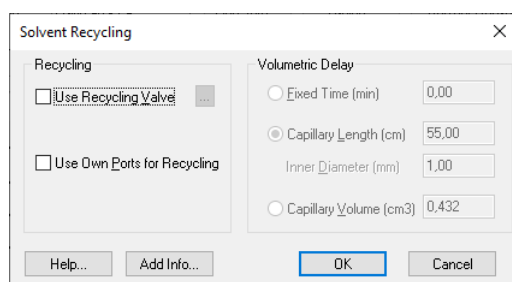 Solvent Recycling
Recycling
Use Recycling Valve ...
Use Own Ports for Recycling
Volumetric Delay
Fixed Time (min) 0,00
Capillary Length (cm) 55,00
Inner Diameter (mm) 1,00
Capillary Volume (cm3) 0,432
Help... Add Info... OK Cancel